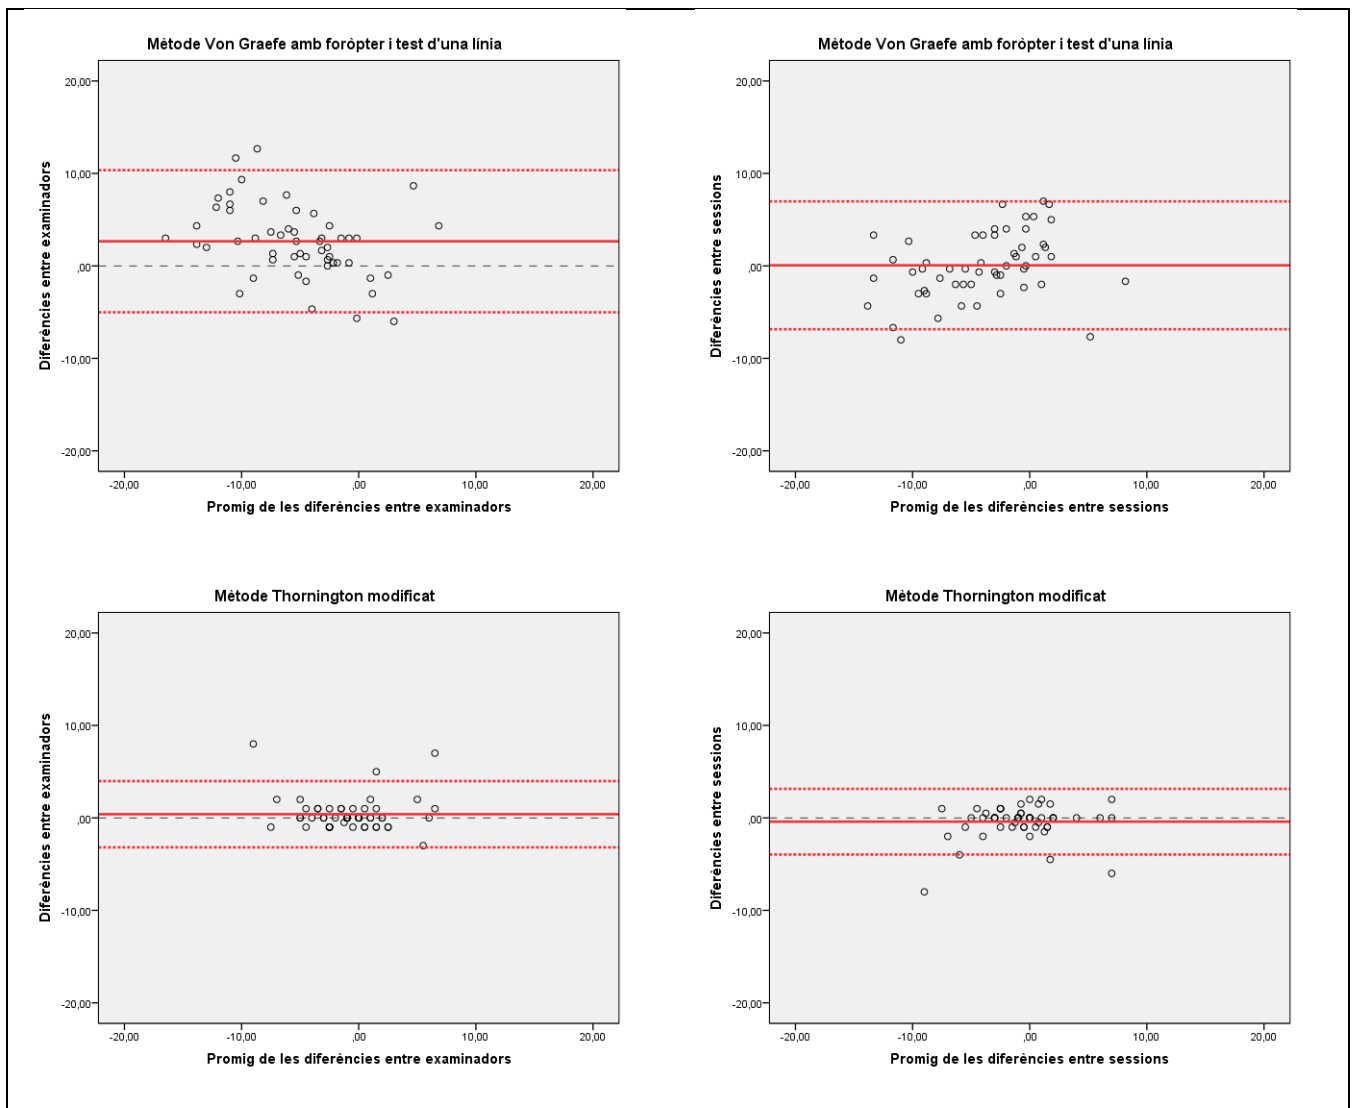 Mètode Von Graefe amb foròpter i test d'una línia
20,00
10,00
,00
-10,00
-20,00
Diferències entre examinadors
-20,00 -10,00 ,00 10,00 20,00
Promig de les diferències entre examinadors
Mètode Von Graefe amb foròpter i test d'una línia
20,00
10,00
,00
-10,00
-20,00
Diferències entre sessions
-20,00 -10,00 ,00 10,00 20,00
Promig de les diferències entre sessions
Mètode Thornington modificat
20,00
10,00
,00
-10,00
-20,00
Diferències entre examinadors
-20,00 -10,00 ,00 10,00 20,00
Promig de les diferències entre examinadors
Mètode Thornington modificat
20,00
10,00
,00
-10,00
-20,00
Diferències entre sessions
-20,00 -10,00 ,00 10,00 20,00
Promig de les diferències entre sessions